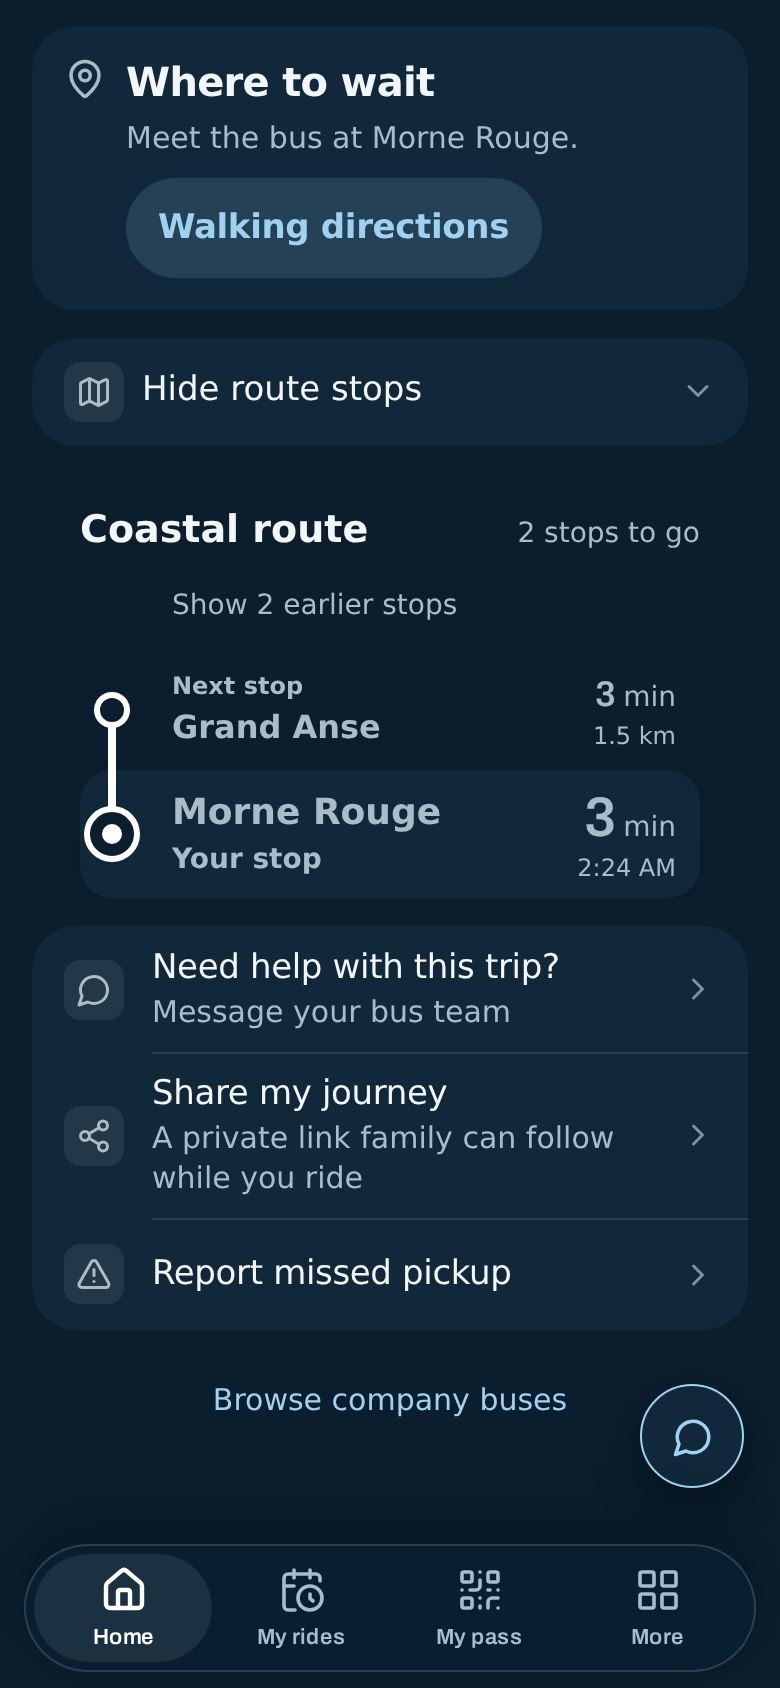 Where to wait
Meet the bus at Morne Rouge.
Walking directions
Hide route stops
Coastal route
2 stops to go
Show 2 earlier stops
Next stop
Grand Anse
3 min
1.5 km
Morne Rouge
Your stop
3 min
2:24 AM
Need help with this trip?
Message your bus team
Share my journey
A private link family can follow
while you ride
Report missed pickup
Browse company buses
Home
My rides
My pass
More